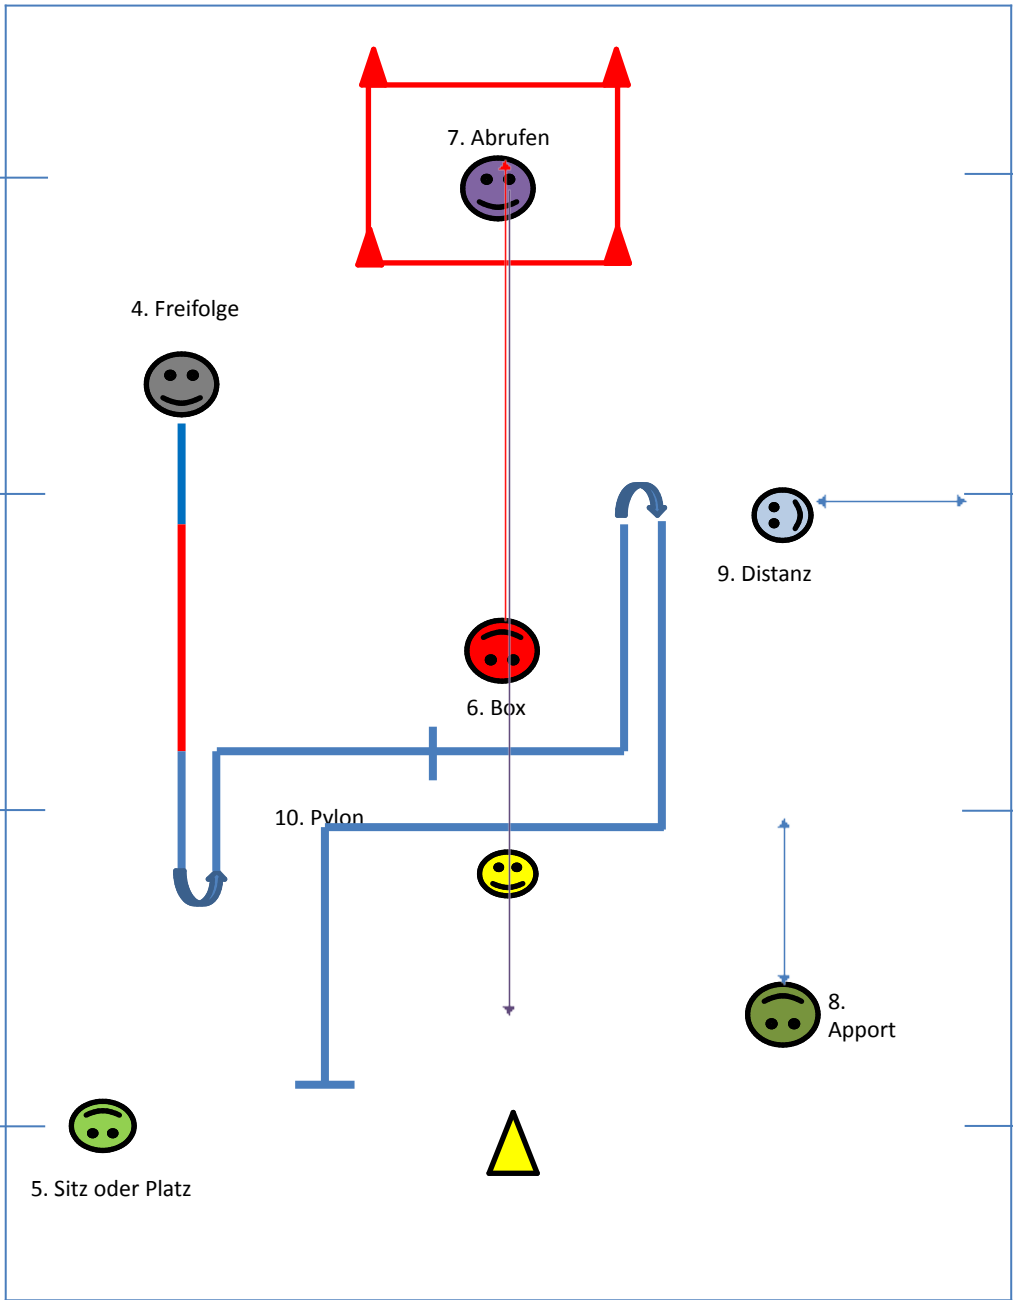 7. Abrufen
4. Freifolge
9. Distanz
6. Box
10. Pylon
8.
Apport
5. Sitz oder Platz